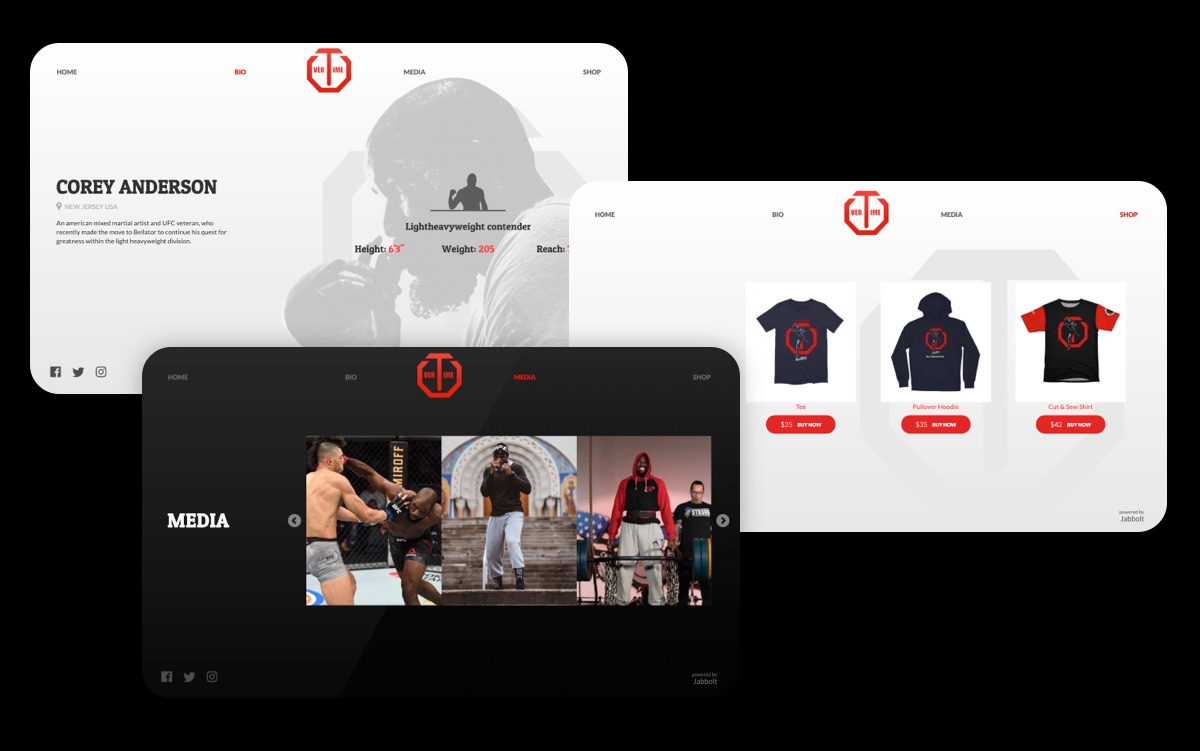 HOME
BIO
VER
IME
MEDIA
SHOP
COREY ANDERSON
NEW JERSEY USA
An american mixed martial artist and UFC veteran, who
recently made the move to Bellator to continue his quest for
greatness within the light heavyweight division.
Lightheavyweight contender
Height: 6'3"
Weight: 205
Reach:
HOME
BIO
VER
IME
MEDIA
SHOP
Tee
Pullover Hoodie
Cut & Sew Shirt
$25 BUY NOW
$35 BUY NOW
$42 BUY NOW
powered by
Jabbolt
HOME
BIO
VER
IME
MEDIA
SHOP
MEDIA
MIROFF
STRONG
powered by
Jabbolt